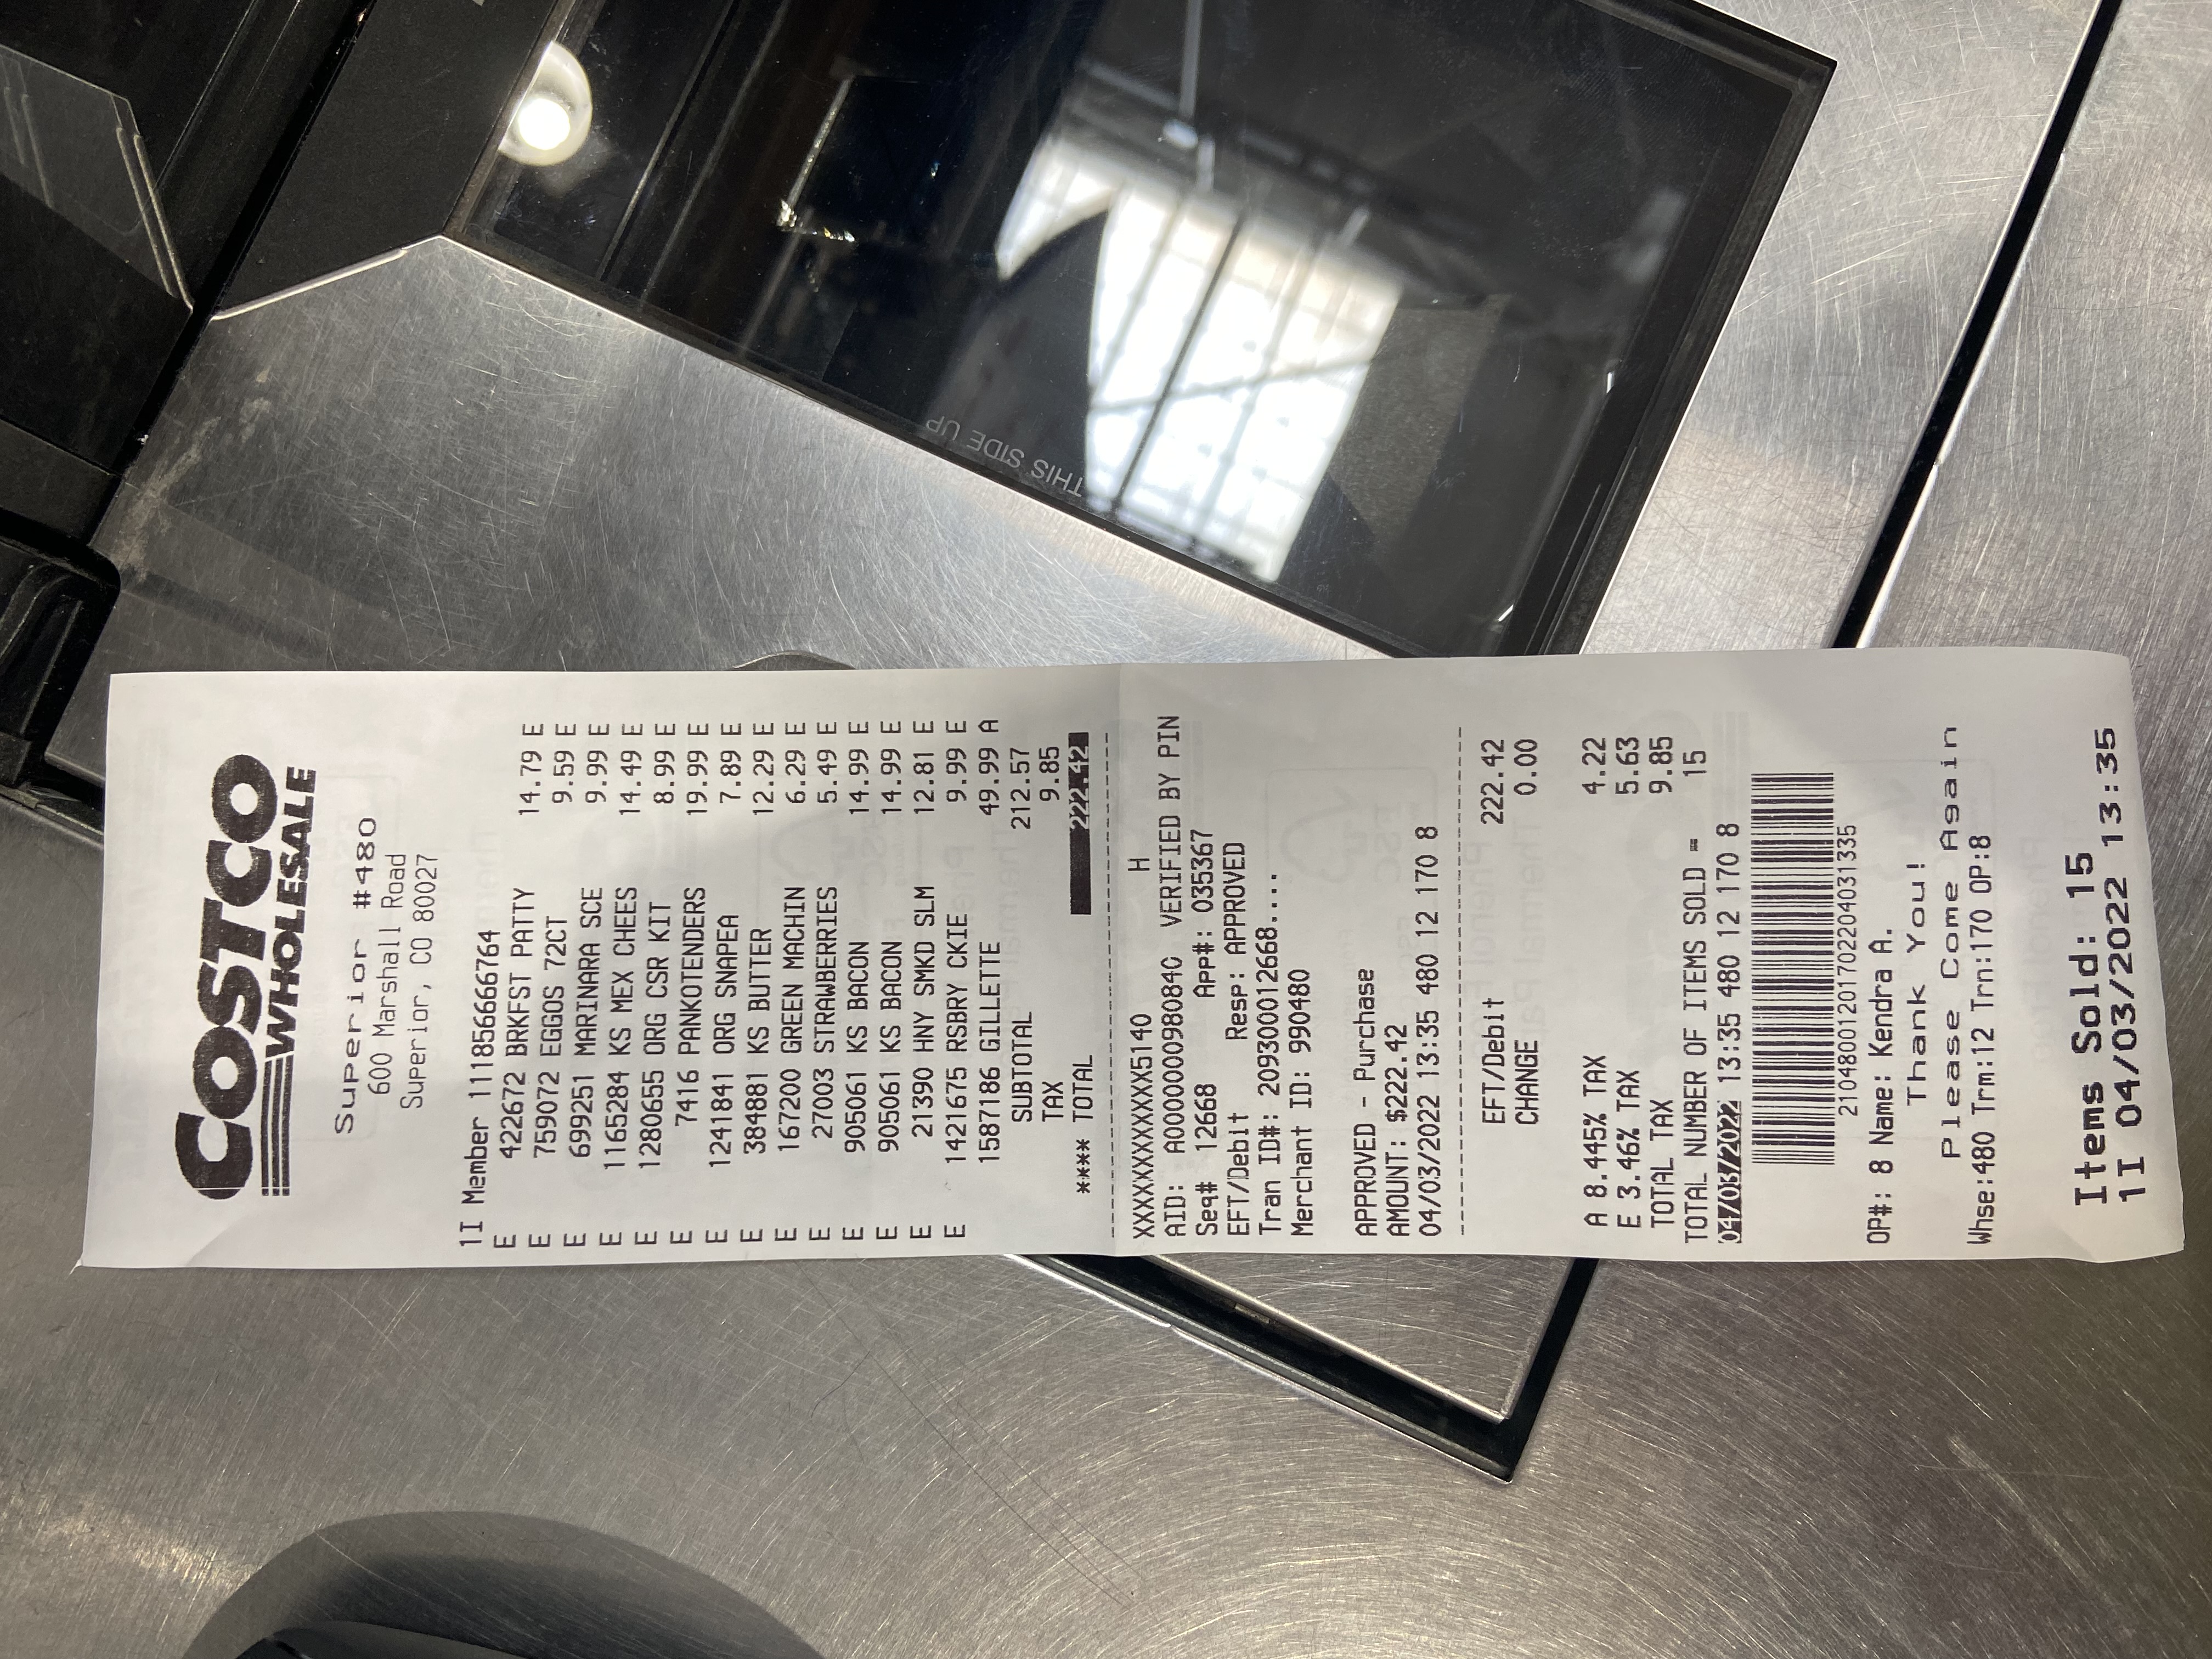 COSTCO
WHOLESALE
Superior #480
600 Marshall Road
Superior, CO 80027
1I Member 111856666764
E 422672 BRKFST PATTY 14.79 E
E 759072 EGGOS 72CT 9.59 E
E 699251 MARINARA SCE 9.99 E
E 1165284 KS MEX CHEES 14.49 E
E 1280655 ORG CSR KIT 8.99 E
E 7416 PANKOTENDERS 19.99 E
E 1241841 ORG SNAPEA 7.89 E
E 384881 KS BUTTER 12.29 E
E 167200 GREEN MACHIN 6.29 E
E 27003 STRAWBERRIES 5.49 E
E 905061 KS BACON 14.99 E
E 905061 KS BACON 14.99 E
E 21390 HNY SMKD SLM 12.81 E
E 1421675 RSBRY CKIE 9.99 E
1587186 GILLETTE 49.99 A
SUBTOTAL 212.57
TAX 9.85
**** TOTAL 222.42
XXXXXXXXXXXX5140 H
AID: A0000000980840 VERIFIED BY PIN
Seq# 12668 App#: 035367
EFT/Debit Resp: APPROVED
Tran ID#: 209300012668....
Merchant ID: 990480
APPROVED - Purchase
AMOUNT: $222.42
04/03/2022 13:35 480 12 170 8
EFT/Debit 222.42
CHANGE 0.00
A 8.445% TAX 4.22
E 3.46% TAX 5.63
TOTAL TAX 9.85
TOTAL NUMBER OF ITEMS SOLD = 15
04/03/2022 13:35 480 12 170 8
21048001201702204031335
OP#: 8 Name: Kendra A.
Thank You!
Please Come Again
Whse:480 Trm:12 Trn:170 OP:8
Items Sold: 15
1I 04/03/2022 13:35
THIS SIDE UP